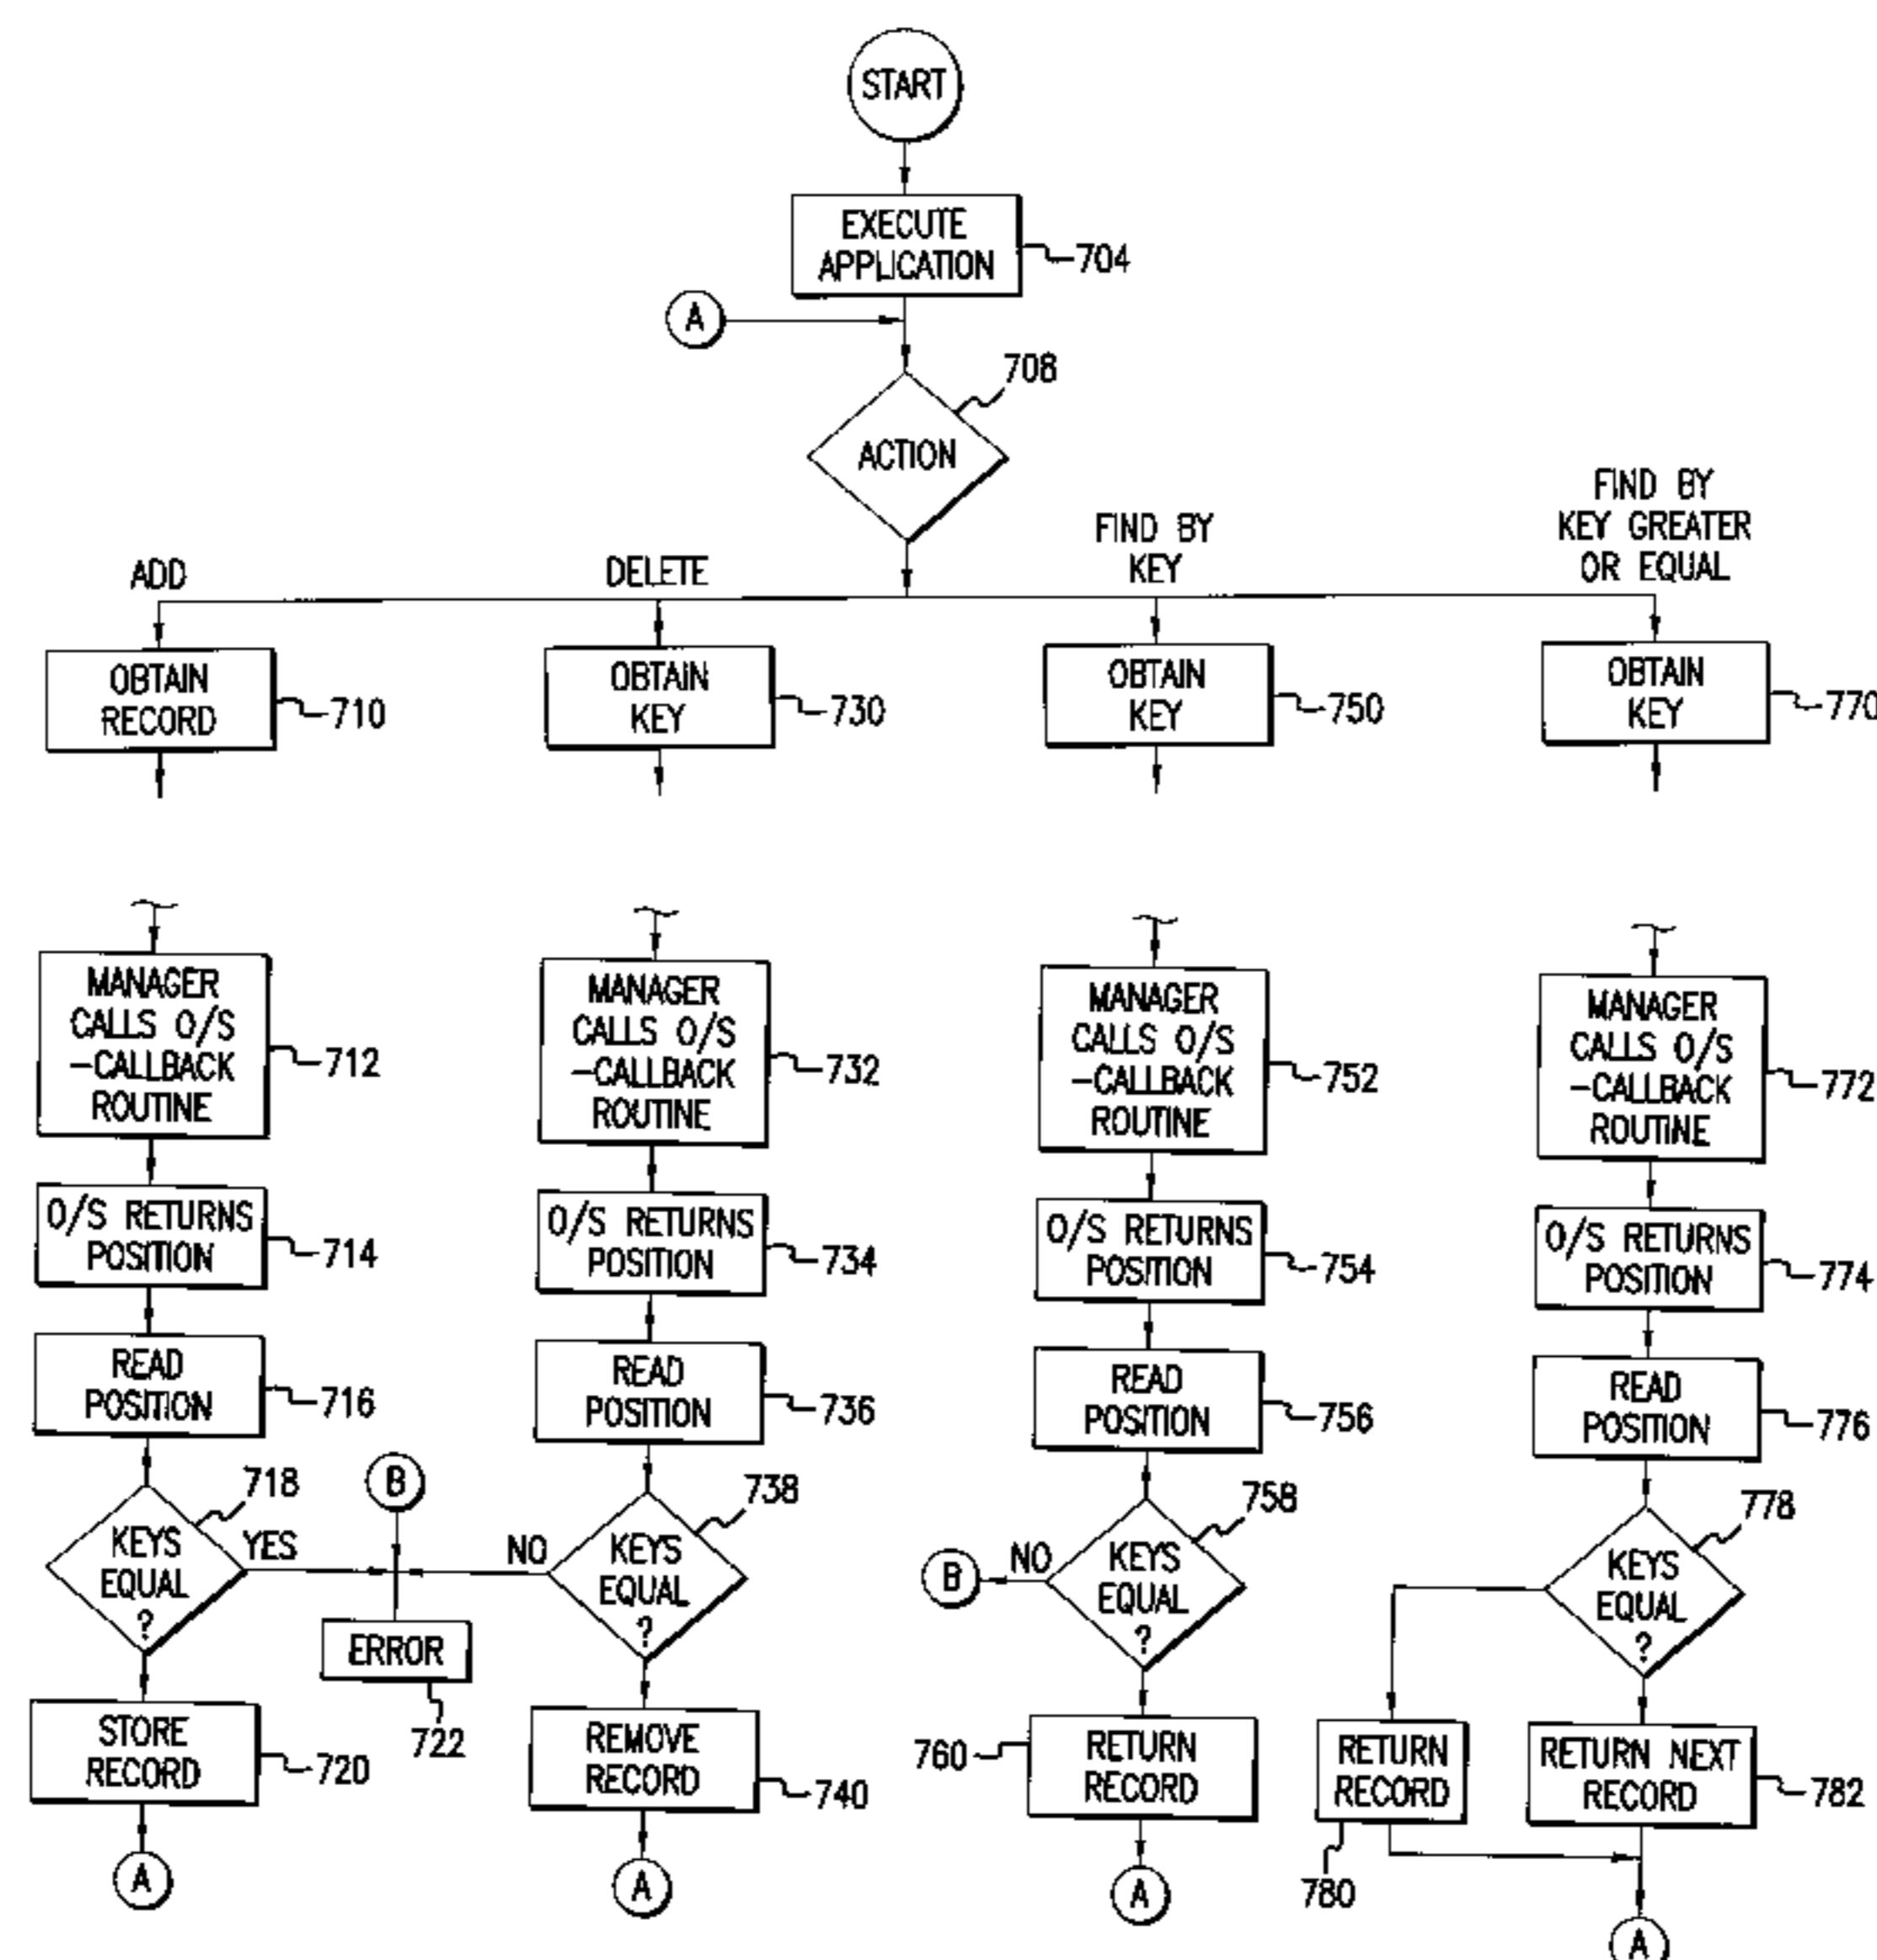 START
EXECUTE
APPLICATION
704
A
708
ACTION
ADD
DELETE
FIND BY
KEY
FIND BY
KEY GREATER
OR EQUAL
OBTAIN
RECORD
710
OBTAIN
KEY
730
OBTAIN
KEY
750
OBTAIN
KEY
770
MANAGER
CALLS O/S
-CALLBACK
ROUTINE
712
MANAGER
CALLS O/S
-CALLBACK
ROUTINE
732
MANAGER
CALLS O/S
-CALLBACK
ROUTINE
752
MANAGER
CALLS O/S
-CALLBACK
ROUTINE
772
O/S RETURNS
POSITION
714
O/S RETURNS
POSITION
734
O/S RETURNS
POSITION
754
O/S RETURNS
POSITION
774
READ
POSITION
716
READ
POSITION
736
READ
POSITION
756
READ
POSITION
776
KEYS
EQUAL
?
718
YES
B
NO
KEYS
EQUAL
?
738
B
NO
KEYS
EQUAL
?
758
KEYS
EQUAL
?
778
ERROR
722
STORE
RECORD
720
REMOVE
RECORD
740
760
RETURN
RECORD
RETURN
RECORD
780
RETURN NEXT
RECORD
782
A
A
A
A